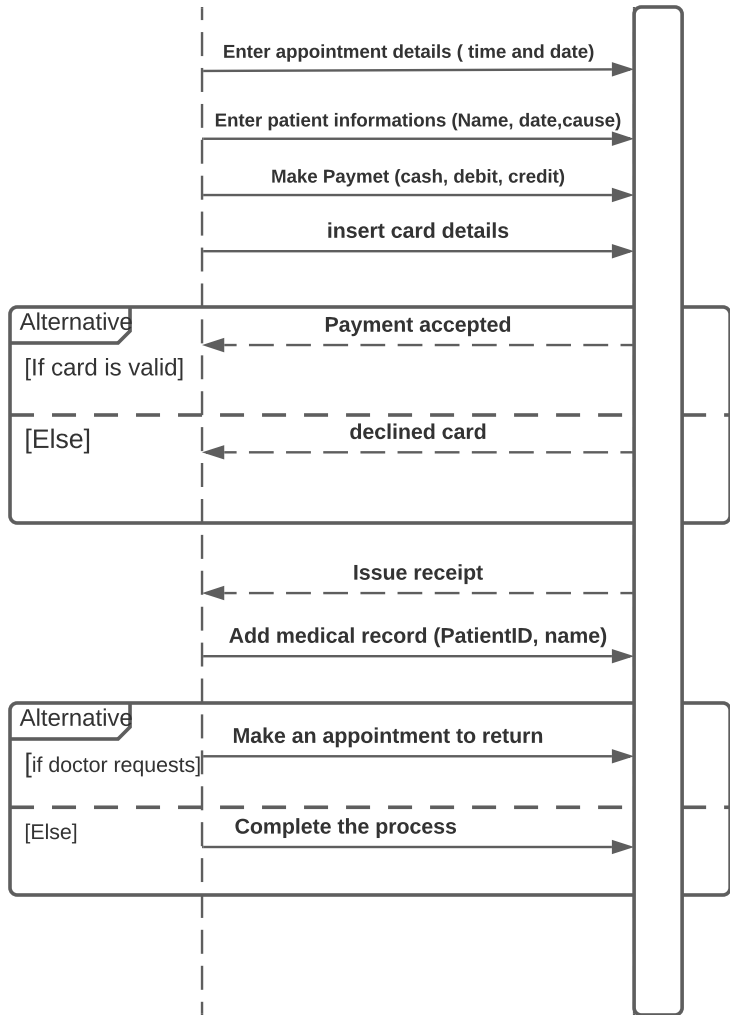 Enter appointment details ( time and date)
Enter patient informations (Name, date,cause)
Make Paymet (cash, debit, credit)
insert card details
Alternative
Payment accepted
[If card is valid]
declined card
[Else]
Issue receipt
Add medical record (PatientID, name)
Alternative
Make an appointment to return
[if doctor requests]
Complete the process
[Else]